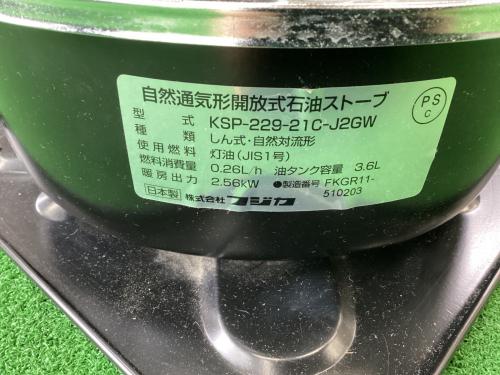 自然通気形開放式石油ストーブ
型式 KSP-229-21C-J2GW
種類 しん式・自然対流形
使用燃料 灯油(JIS1号)
燃料消費量 0.26L/h 油タンク容量 3.6L
暖房出力 2.56kW ●製造番号 FKGR11-
510203
日本製 株式会社フジカ
PS
C